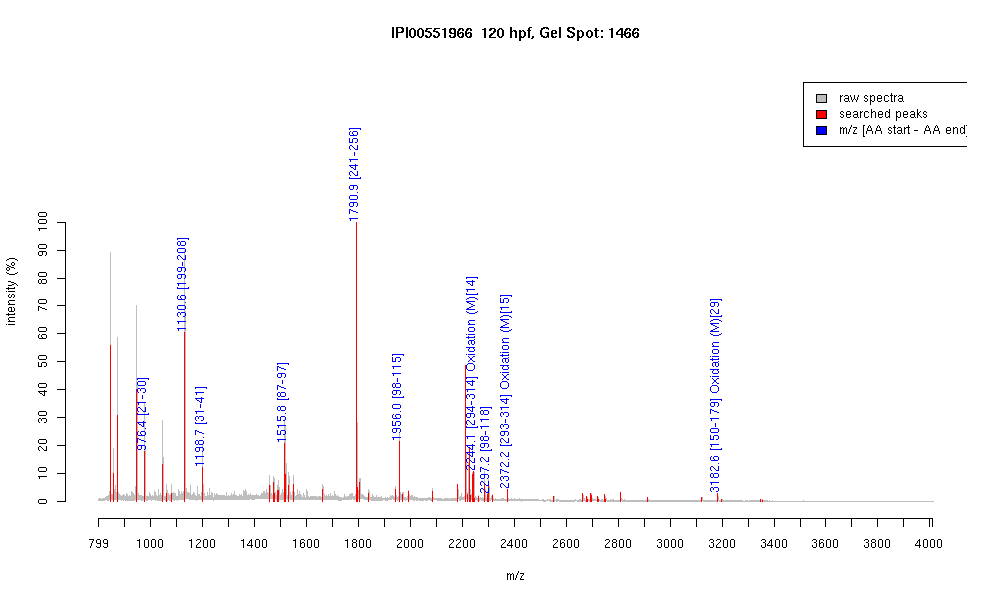 IPI00551966 120 hpf, Gel Spot: 1466
raw spectra
searched peaks
m/z [AA start - AA end]
intensity (%)
100
90
80
70
60
50
40
30
20
10
0
976.4 [21-30]
1130.6 [199-208]
1198.7 [31-41]
1515.8 [87-97]
1790.9 [241-256]
1956.0 [98-115]
2244.1 [294-314] Oxidation (M)[14]
2297.2 [98-118]
2372.2 [293-314] Oxidation (M)[15]
3182.6 [150-179] Oxidation (M)[29]
799 1000 1200 1400 1600 1800 2000 2200 2400 2600 2800 3000 3200 3400 3600 3800 4000
m/z